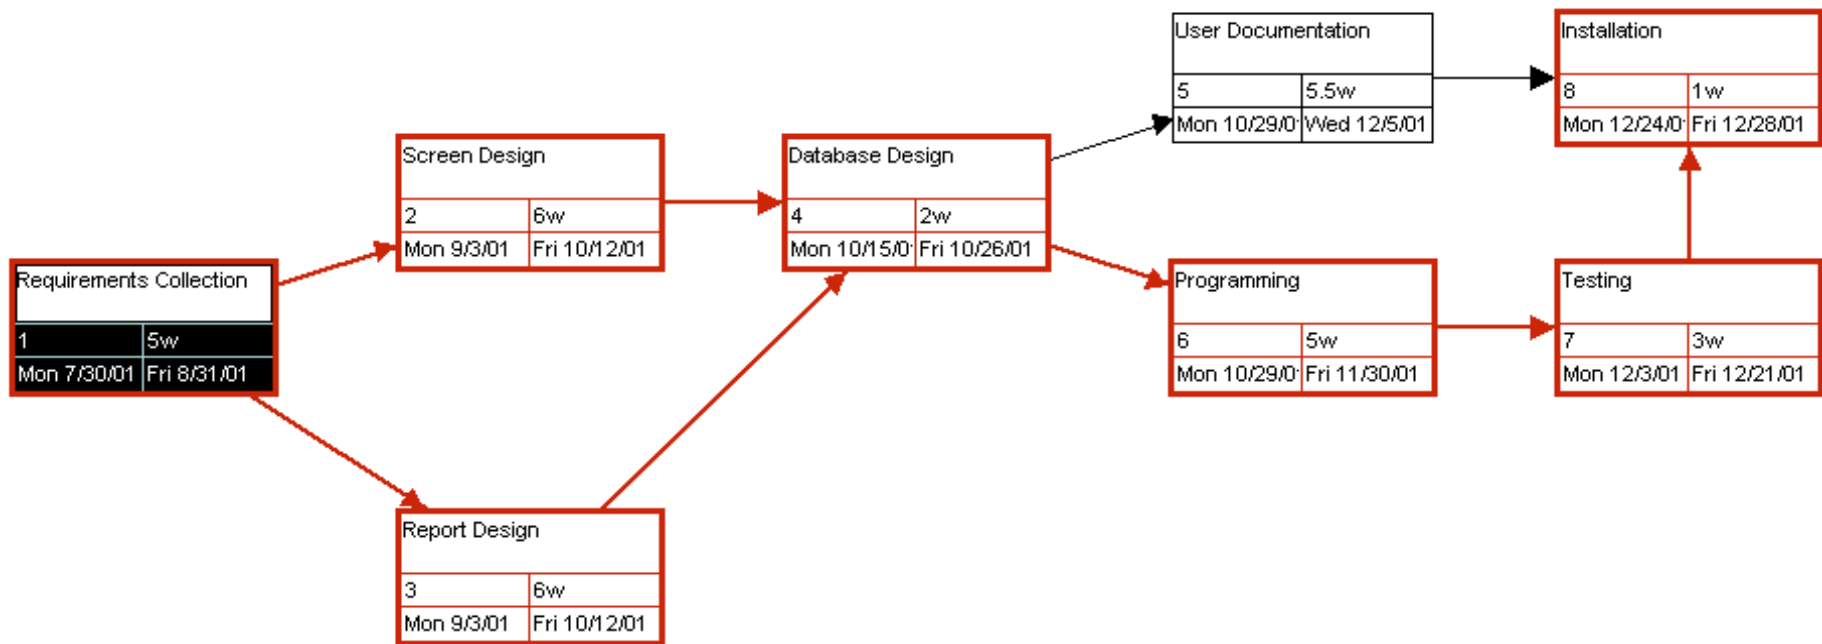 User Documentation
5 5.5w
Mon 10/29/0 Wed 12/5/01
Installation
8 1w
Mon 12/24/0 Fri 12/28/01
Screen Design
2 6w
Mon 9/3/01 Fri 10/12/01
Database Design
4 2w
Mon 10/15/0 Fri 10/26/01
Requirements Collection
1 5w
Mon 7/30/01 Fri 8/31/01
Programming
6 5w
Mon 10/29/0 Fri 11/30/01
Testing
7 3w
Mon 12/3/01 Fri 12/21/01
Report Design
3 6w
Mon 9/3/01 Fri 10/12/01